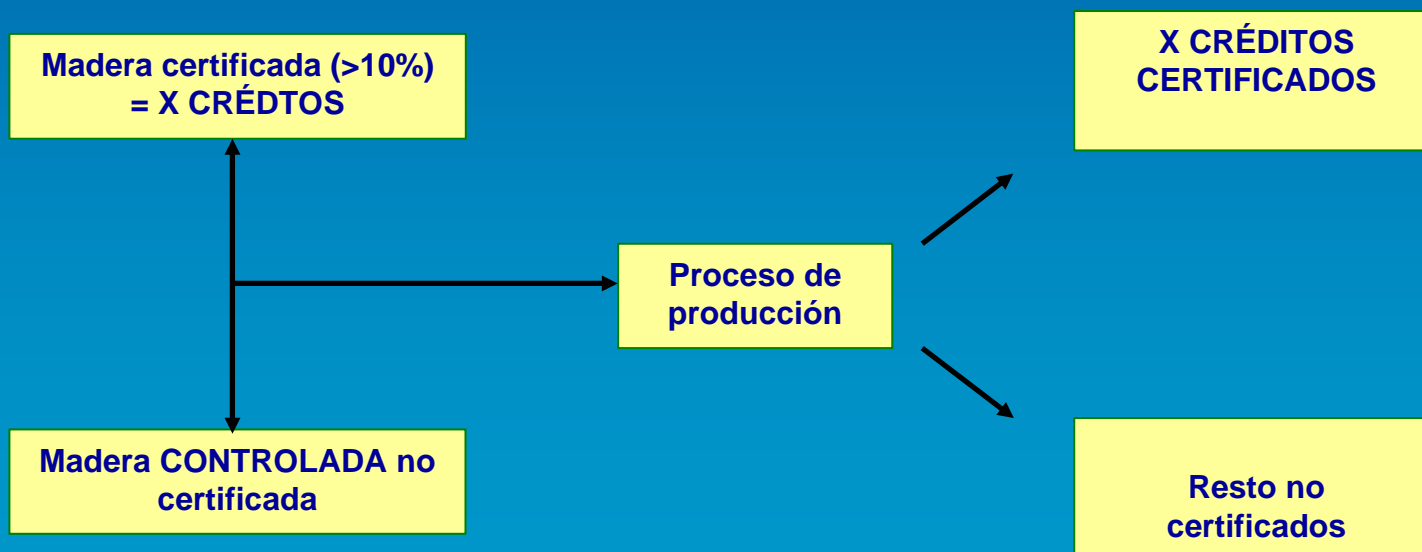 Madera certificada (>10%)
= X CRÉDTOS
X CRÉDITOS
CERTIFICADOS
Proceso de
producción
Madera CONTROLADA no
certificada
Resto no
certificados